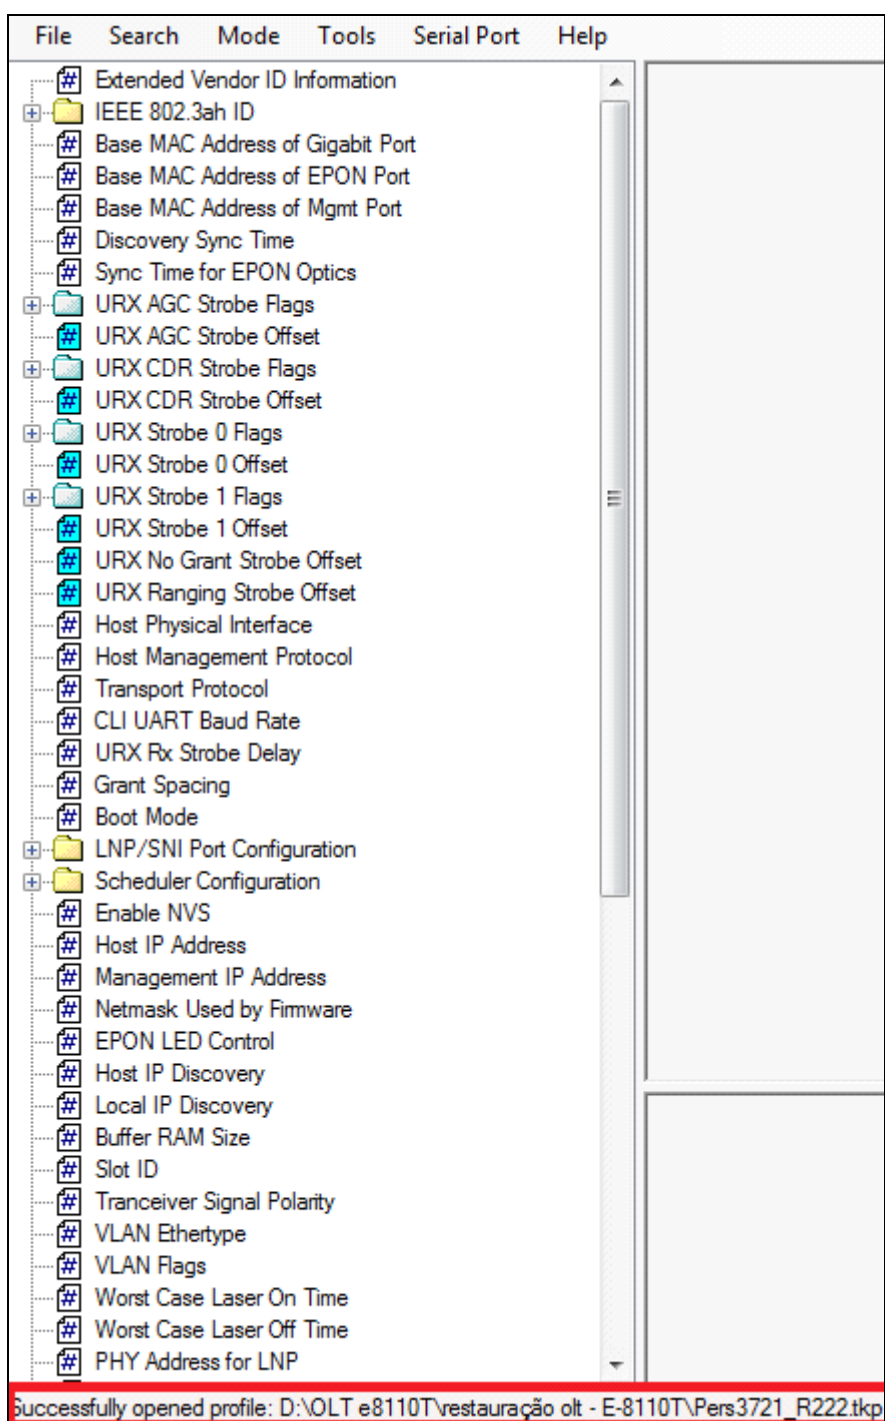 File Search Mode Tools Serial Port Help
Extended Vendor ID Information
IEEE 802.3ah ID
Base MAC Address of Gigabit Port
Base MAC Address of EPON Port
Base MAC Address of Mgmt Port
Discovery Sync Time
Sync Time for EPON Optics
URX AGC Strobe Flags
URX AGC Strobe Offset
URX CDR Strobe Flags
URX CDR Strobe Offset
URX Strobe 0 Flags
URX Strobe 0 Offset
URX Strobe 1 Flags
URX Strobe 1 Offset
URX No Grant Strobe Offset
URX Ranging Strobe Offset
Host Physical Interface
Host Management Protocol
Transport Protocol
CLI UART Baud Rate
URX Rx Strobe Delay
Grant Spacing
Boot Mode
LNP/SNI Port Configuration
Scheduler Configuration
Enable NVS
Host IP Address
Management IP Address
Netmask Used by Firmware
EPON LED Control
Host IP Discovery
Local IP Discovery
Buffer RAM Size
Slot ID
Tranceiver Signal Polarity
VLAN Ethertype
VLAN Flags
Worst Case Laser On Time
Worst Case Laser Off Time
PHY Address for LNP
Successfully opened profile: D:\OLT e8110T\restauração olt - E-8110T\Pers3721_R222.tkp